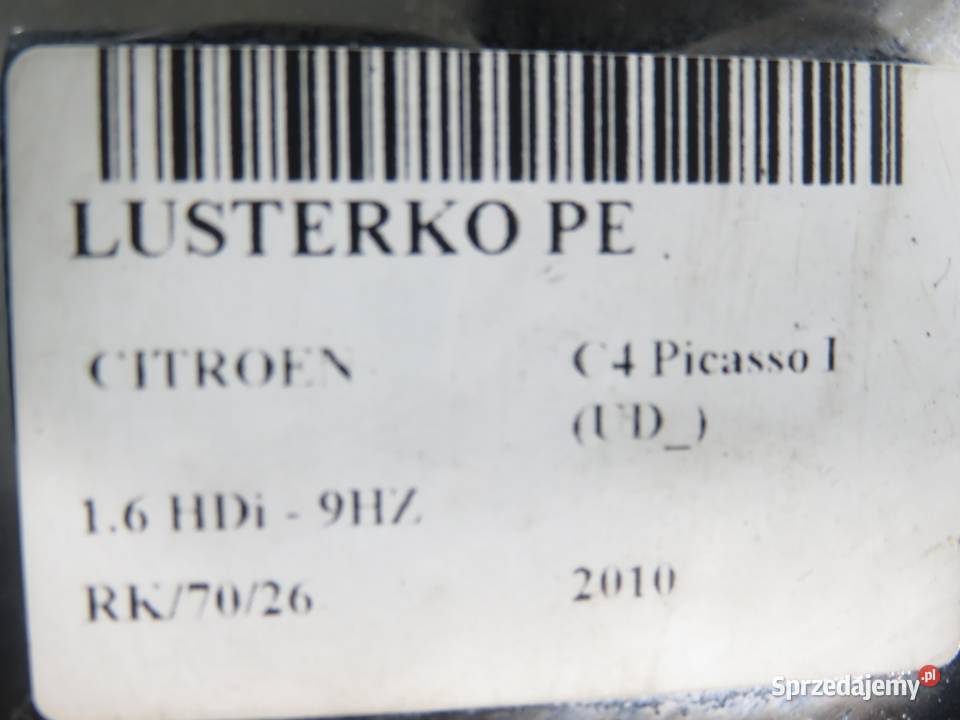 LUSTERKO PE
CITROEN
C4 Picasso I
(UD_)
1.6 HDi - 9HZ
RK/70/26
2010
Sprzedajemy.pl